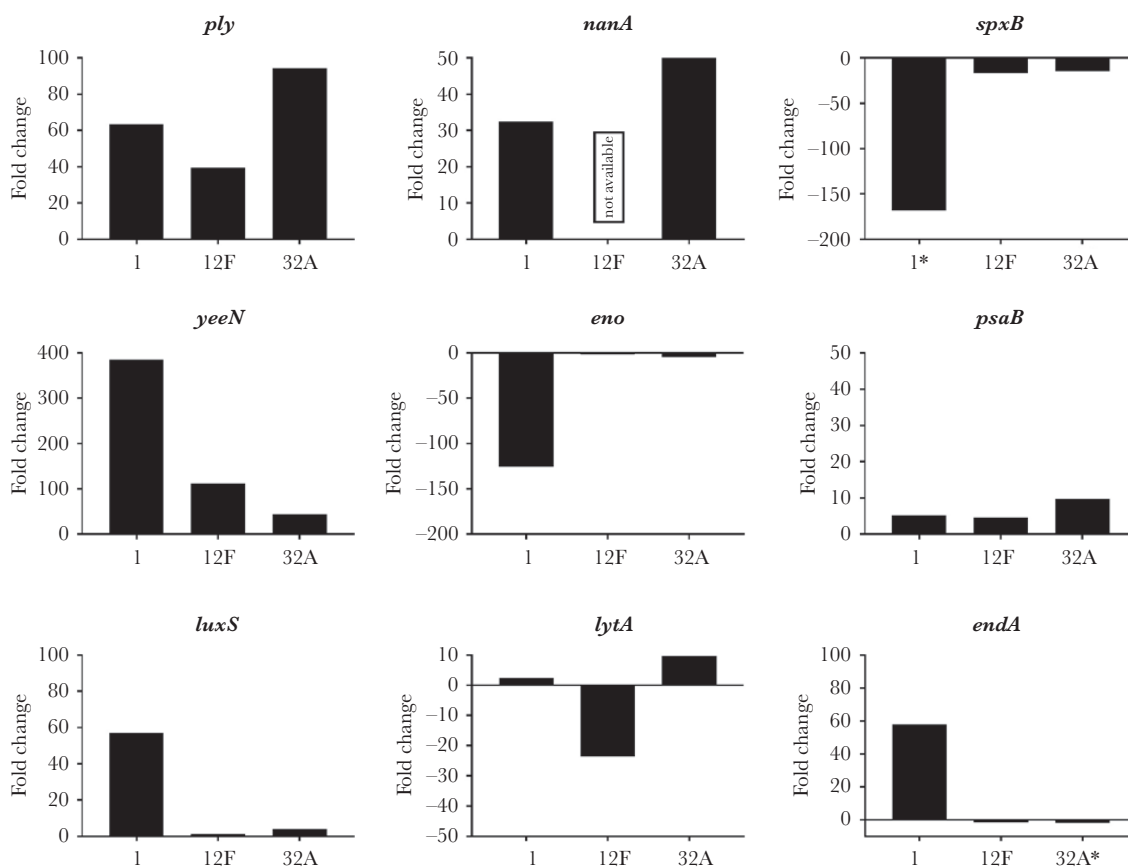 ply
Fold change
100
80
60
40
20
0
1 12F 32A
nanA
Fold change
50
40
30
20
10
0
not available
1 12F 32A
spxB
Fold change
0
−50
−100
−150
−200
1* 12F 32A
yeeN
Fold change
400
300
200
100
0
1 12F 32A
eno
Fold change
0
−50
−100
−150
−200
1 12F 32A
psaB
Fold change
50
40
30
20
10
0
1 12F 32A
luxS
Fold change
100
80
60
40
20
0
1 12F 32A
lytA
Fold change
10
0
−10
−20
−30
−40
−50
1 12F 32A
endA
Fold change
100
80
60
40
20
0
1 12F 32A*